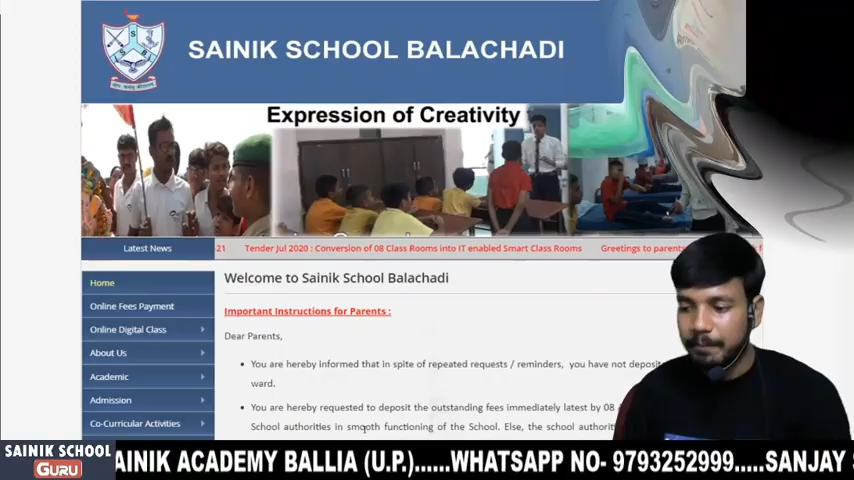 SAINIK SCHOOL BALACHADI
Expression of Creativity
Latest News
21 Tender Jul 2020 : Conversion of 08 Class Rooms into IT enabled Smart Class Rooms Greetings to parents
Home
Online Fees Payment
Online Digital Class
About Us
Academic
Admission
Co-Curricular Activities
Welcome to Sainik School Balachadi
Important Instructions for Parents :
Dear Parents,
You are hereby informed that in spite of repeated requests / reminders, you have not deposit
ward.
You are hereby requested to deposit the outstanding fees immediately latest by 08
School authorities in smooth functioning of the School. Else, the school authorit
SAINIK SCHOOL
GURU
AINIK ACADEMY BALLIA (U.P.)......WHATSAPP NO- 9793252999.....SANJAY